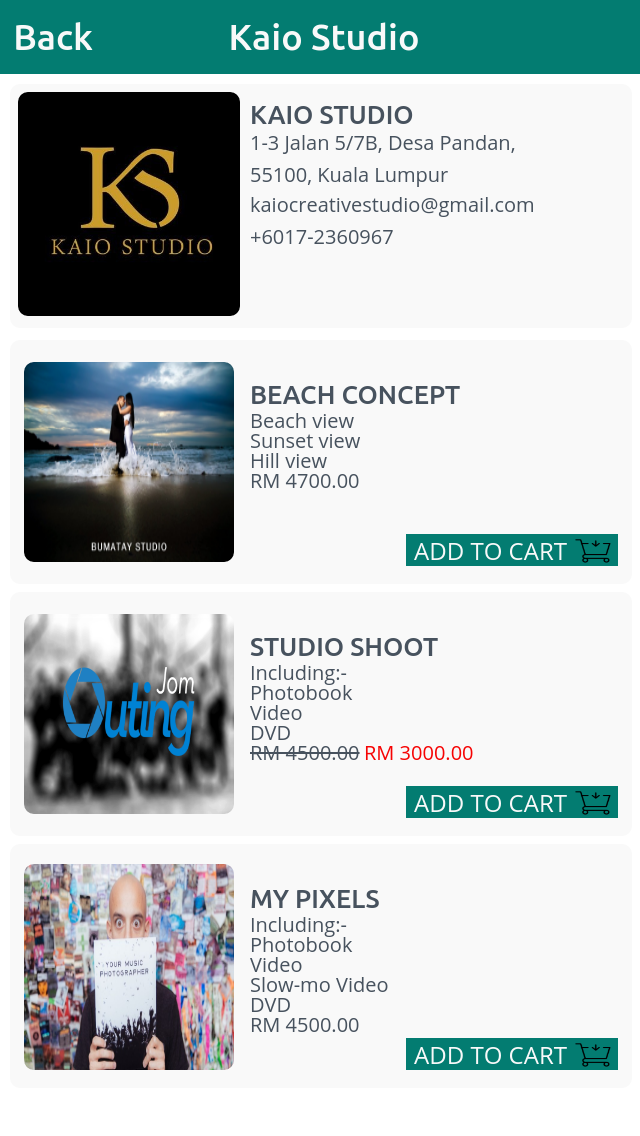 Back
Kaio Studio
KS
KAIO STUDIO
KAIO STUDIO
1-3 Jalan 5/7B, Desa Pandan,
55100, Kuala Lumpur
kaiocreativestudio@gmail.com
+6017-2360967
BUMATAY STUDIO
BEACH CONCEPT
Beach view
Sunset view
Hill view
RM 4700.00
ADD TO CART
Jom
Outing
STUDIO SHOOT
Including:-
Photobook
Video
DVD
RM 4500.00 RM 3000.00
ADD TO CART
YOUR MUSIC
PHOTOGRAPHER
MY PIXELS
Including:-
Photobook
Video
Slow-mo Video
DVD
RM 4500.00
ADD TO CART